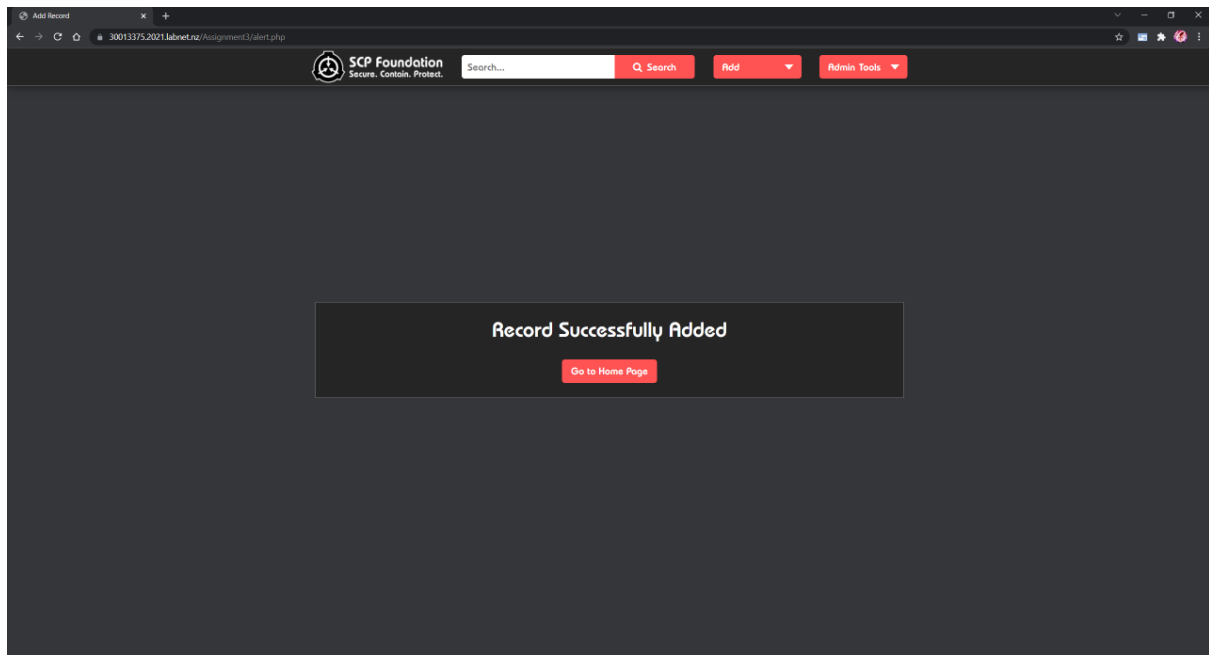 Add Record
30013375.2021.labnet.nz/Assignment3/alert.php
SCP Foundation
Secure. Contain. Protect.
Search...
Search
Add
Admin Tools
Record Successfully Added
Go to Home Page